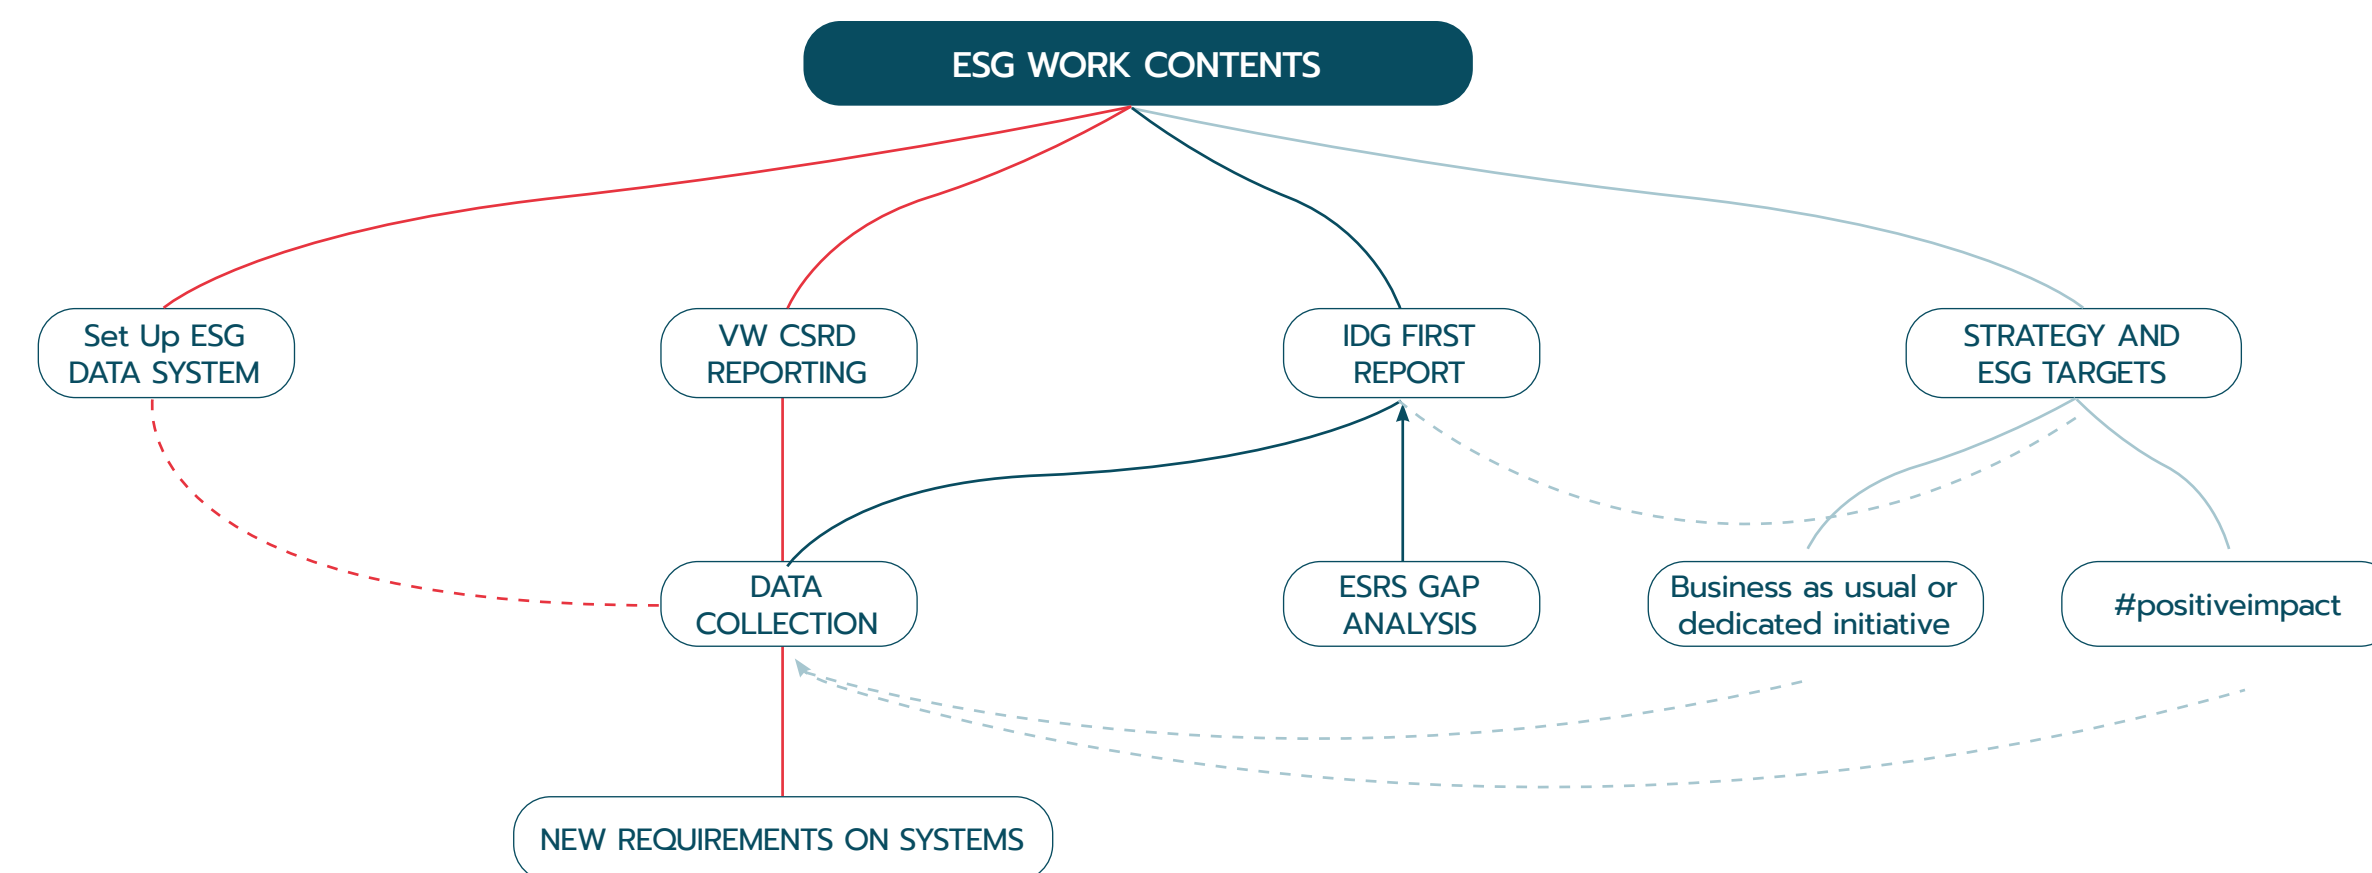 ESG WORK CONTENTS
Set Up ESG
DATA SYSTEM
VW CSRD
REPORTING
IDG FIRST
REPORT
STRATEGY AND
ESG TARGETS
DATA
COLLECTION
ESRS GAP
ANALYSIS
Business as usual or
dedicated initiative
#positiveimpact
NEW REQUIREMENTS ON SYSTEMS